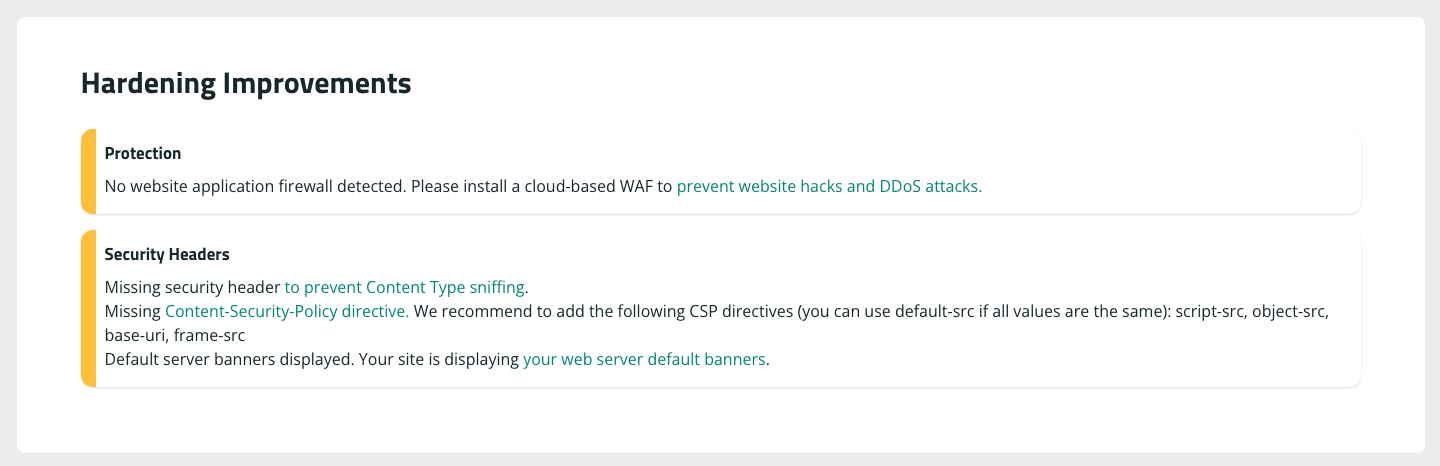 Hardening Improvements
Protection
No website application firewall detected. Please install a cloud-based WAF to prevent website hacks and DDoS attacks.
Security Headers
Missing security header to prevent Content Type sniffing.
Missing Content-Security-Policy directive. We recommend to add the following CSP directives (you can use default-src if all values are the same): script-src, object-src,
base-uri, frame-src
Default server banners displayed. Your site is displaying your web server default banners.